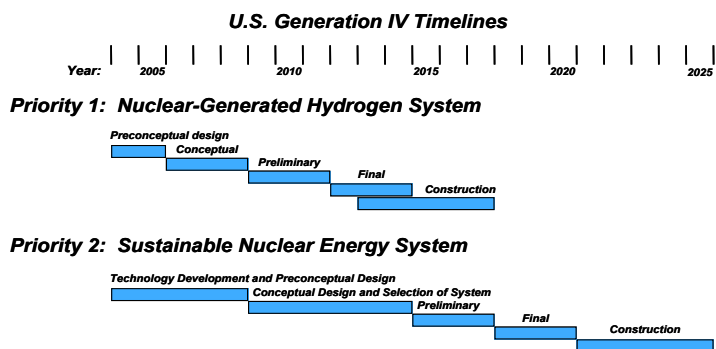 U.S. Generation IV Timelines
Year: 2005 2010 2015 2020 2025
Priority 1: Nuclear-Generated Hydrogen System
Preconceptual design
Conceptual
Preliminary
Final
Construction
Priority 2: Sustainable Nuclear Energy System
Technology Development and Preconceptual Design
Conceptual Design and Selection of System
Preliminary
Final
Construction